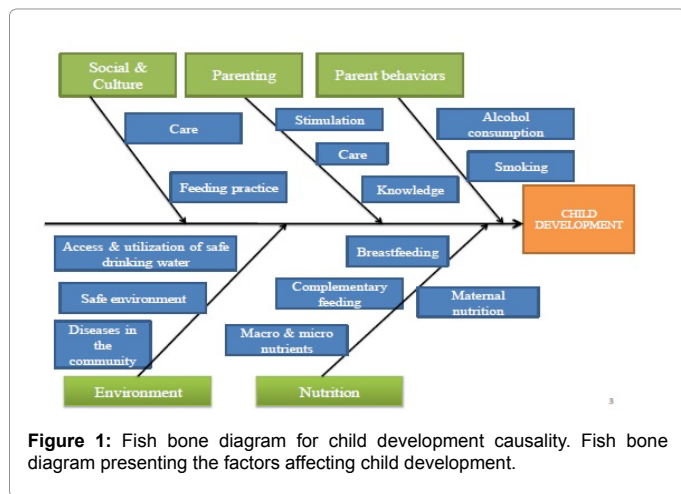 Social &
Culture
Parenting
Parent behaviors
Care
Feeding practice
Stimulation
Care
Knowledge
Alcohol
consumption
Smoking
CHILD
DEVELOPMENT
Access & utilization of safe
drinking water
Safe environment
Diseases in
the
community
Breastfeeding
Complementary
feeding
Macro & micro
nutrients
Maternal
nutrition
Environment
Nutrition
3
Figure 1: Fish bone diagram for child development causality. Fish bone
diagram presenting the factors affecting child development.